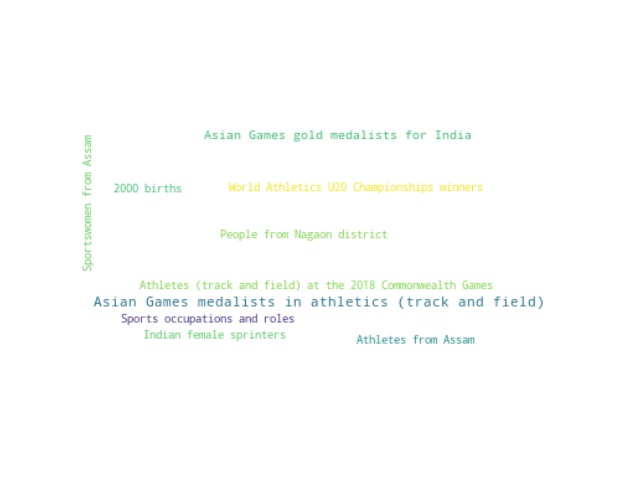 Asian Games gold medalists for India
Sportswomen from Assam
2000 births
World Athletics U20 Championships winners
People from Nagaon district
Athletes (track and field) at the 2018 Commonwealth Games
Asian Games medalists in athletics (track and field)
Sports occupations and roles
Indian female sprinters
Athletes from Assam